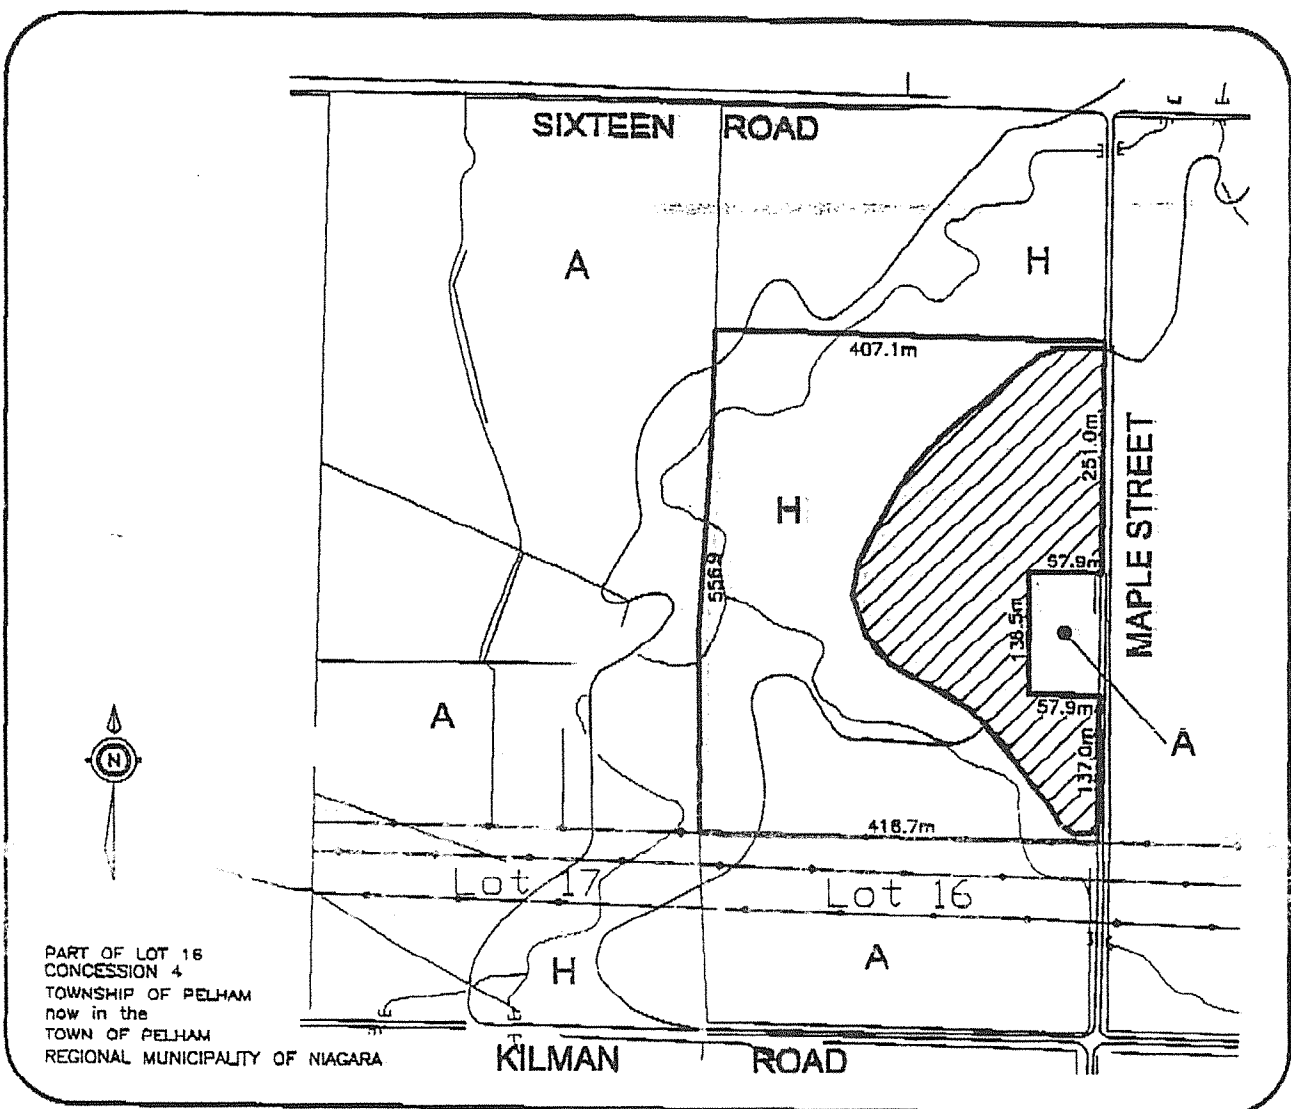 SIXTEEN ROAD
A
H
407.1m
251.0m
MAPLE STREET
H
57.9m
556.9
136.5m
57.9m
A
A
137.0m
N
416.7m
Lot 17
Lot 16
A
H
PART OF LOT 16
CONCESSION 4
TOWNSHIP OF PELHAM
now in the
TOWN OF PELHAM
REGIONAL MUNICIPALITY OF NIAGARA
KILMAN ROAD